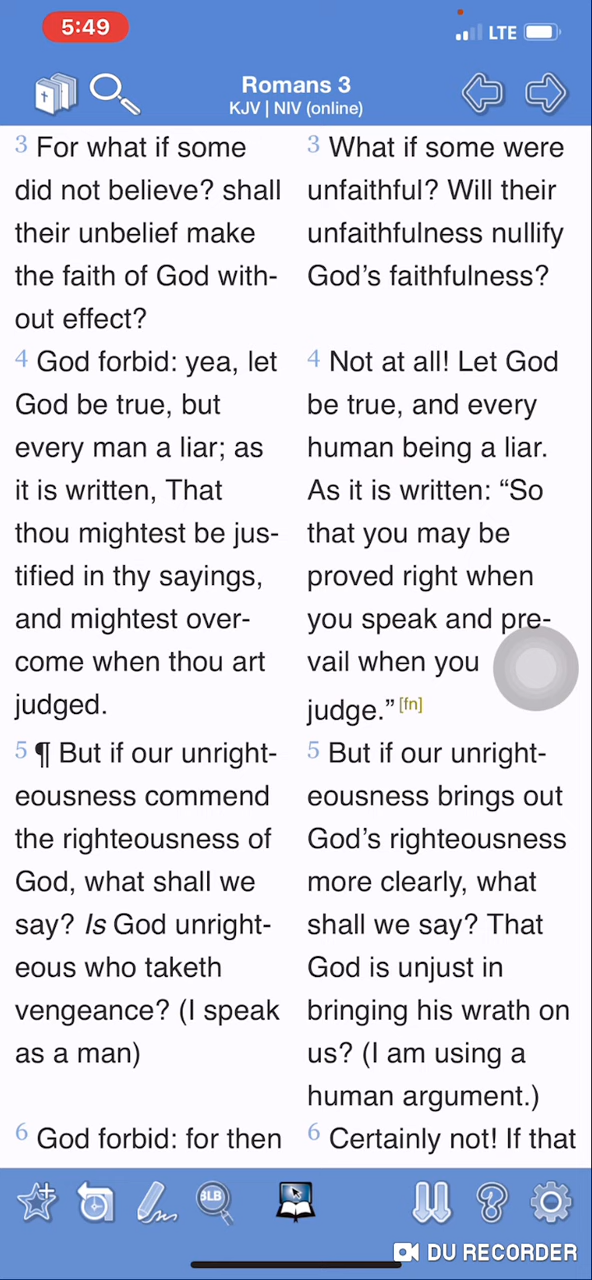 5:49
LTE
Romans 3
KJV | NIV (online)
3 For what if some
did not believe? shall
their unbelief make
the faith of God with-
out effect?
3 What if some were
unfaithful? Will their
unfaithfulness nullify
God’s faithfulness?
4 God forbid: yea, let
God be true, but
every man a liar; as
it is written, That
thou mightest be jus-
tified in thy sayings,
and mightest over-
come when thou art
judged.
4 Not at all! Let God
be true, and every
human being a liar.
As it is written: “So
that you may be
proved right when
you speak and pre-
vail when you
judge.” [fn]
5 ¶ But if our unright-
eousness commend
the righteousness of
God, what shall we
say? Is God unright-
eous who taketh
vengeance? (I speak
as a man)
5 But if our unright-
eousness brings out
God’s righteousness
more clearly, what
shall we say? That
God is unjust in
bringing his wrath on
us? (I am using a
human argument.)
6 God forbid: for then
6 Certainly not! If that
BLB
DU RECORDER